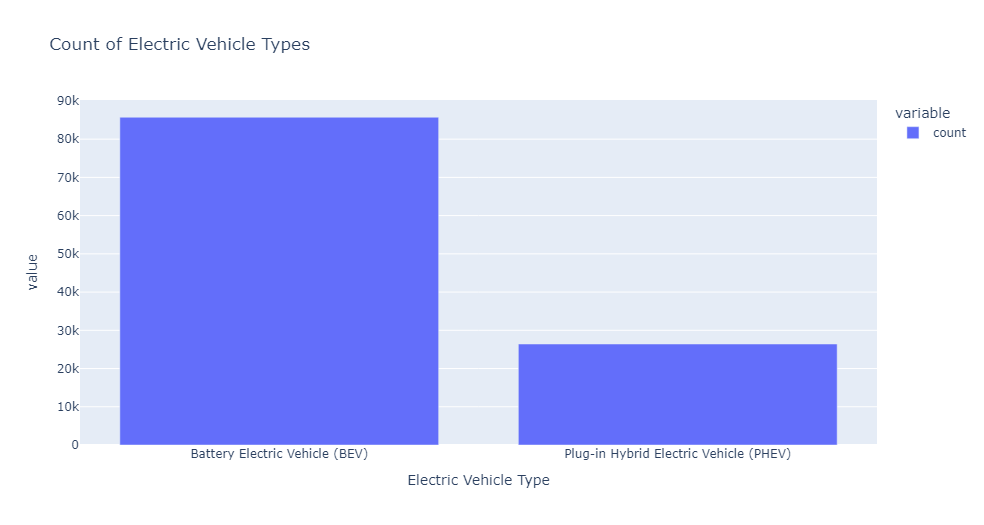 Count of Electric Vehicle Types
90k
80k
70k
60k
50k
40k
30k
20k
10k
0
value
Battery Electric Vehicle (BEV)
Plug-in Hybrid Electric Vehicle (PHEV)
Electric Vehicle Type
variable
count